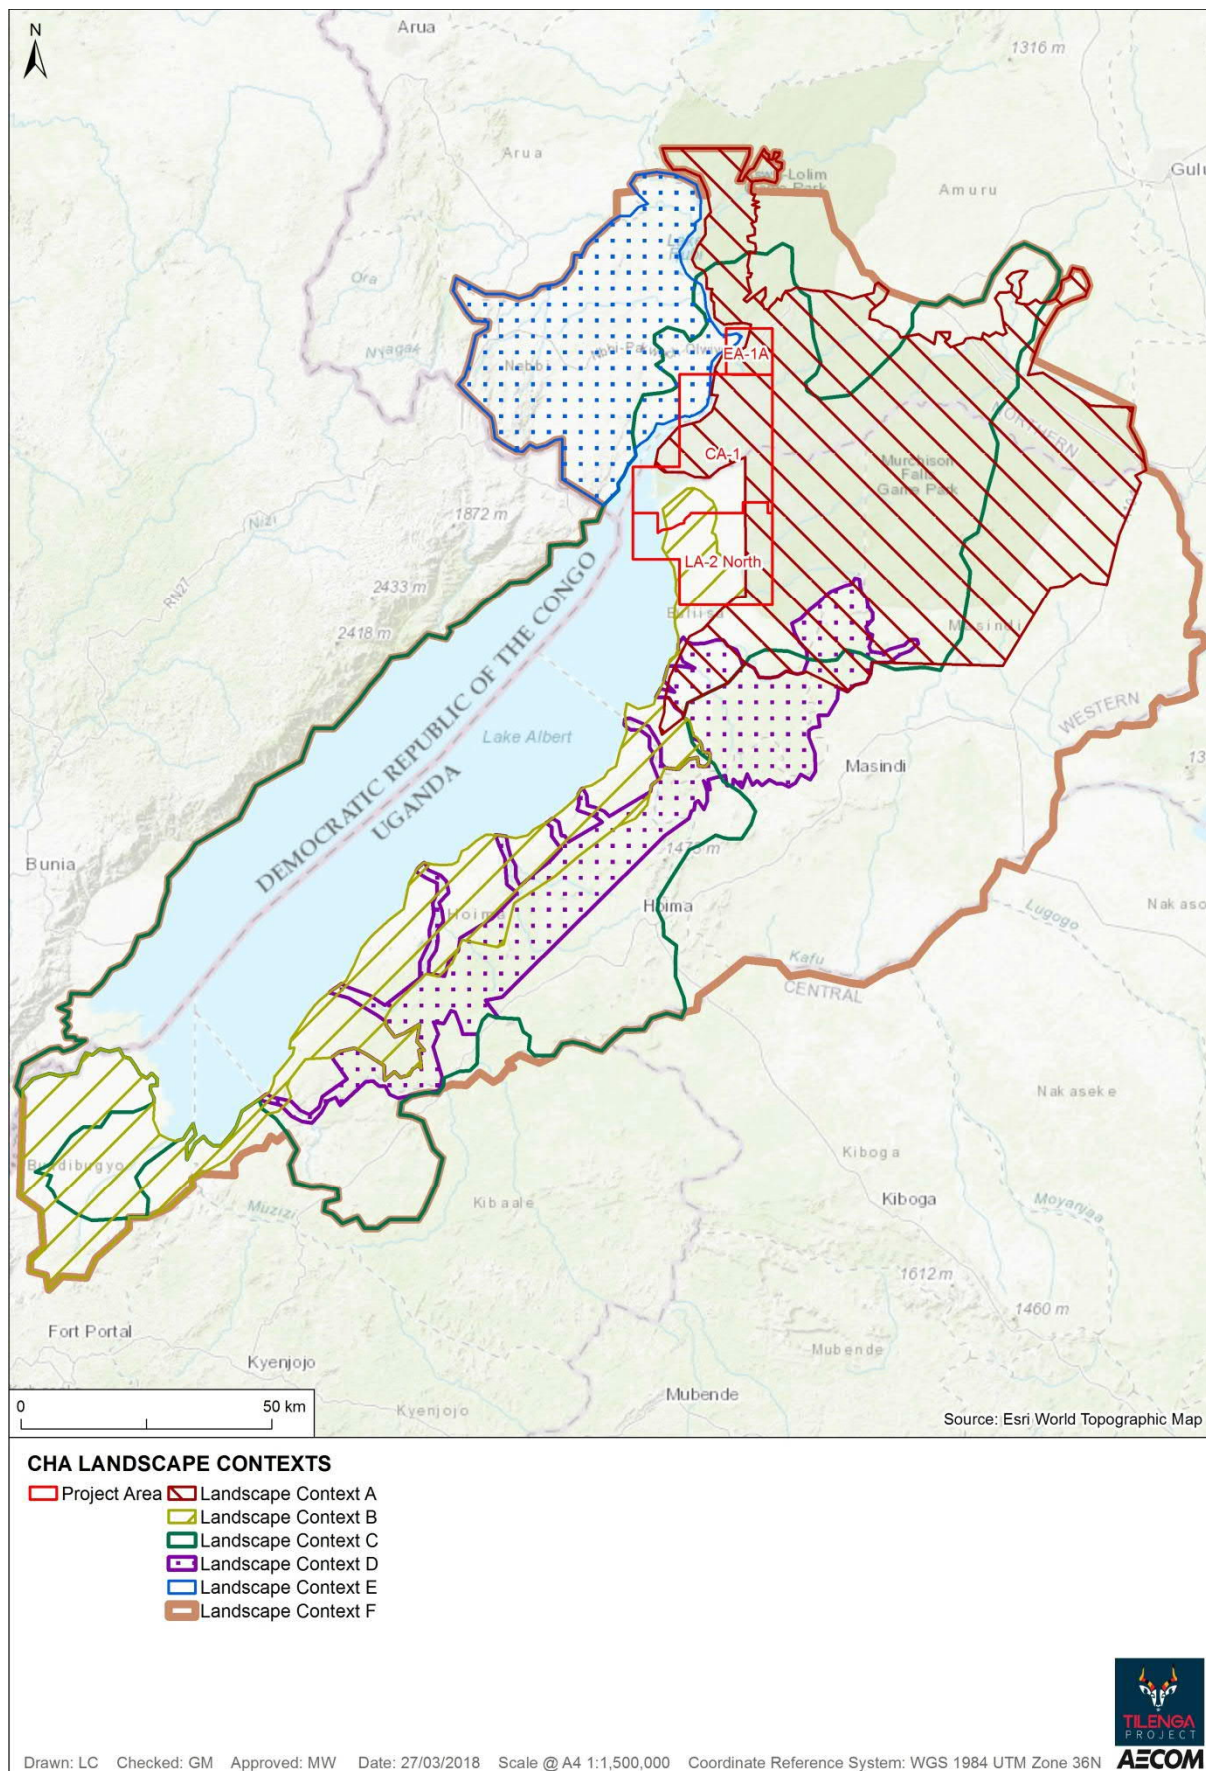 N
Arua
1316 m
Arua
Gulu
Amuru
Ora
Nyagak
Nebbi
EA-1A
NORTHERN
CA-1
Murchison
Falls
Game Park
1872 m
Nizi
LA-2 North
RN27
2433 m
Buliisa
2418 m
Masindi
DEMOCRATIC REPUBLIC OF THE CONGO
UGANDA
Lake Albert
WESTERN
Masindi
Bunia
Hoima
Hoima
Lugogo
Kafu
CENTRAL
Nakaseke
Bundibugyo
Kiboga
Muzizi
Kibaale
Kiboga
Moyanjaa
1612 m
1460 m
Fort Portal
Kyenjojo
Mubende
Kyenjojo
Mubende
0 50 km
Source: Esri World Topographic Map
CHA LANDSCAPE CONTEXTS
Project Area Landscape Context A
Landscape Context B
Landscape Context C
Landscape Context D
Landscape Context E
Landscape Context F
TILENGA
PROJECT
Drawn: LC Checked: GM Approved: MW Date: 27/03/2018 Scale @ A4 1:1,500,000 Coordinate Reference System: WGS 1984 UTM Zone 36N
AECOM